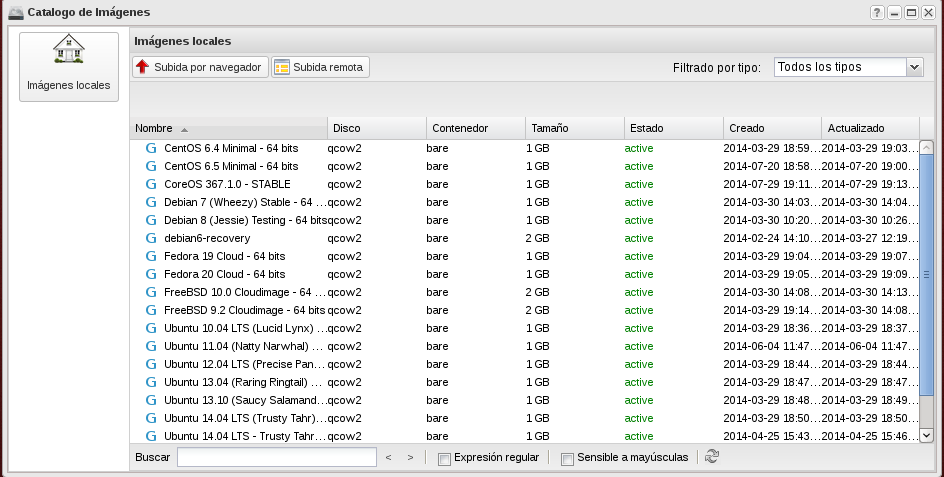 Catalogo de Imágenes
Imágenes locales
Imágenes locales
Subida por navegador Subida remota Filtrado por tipo: Todos los tipos
Nombre Disco Contenedor Tamaño Estado Creado Actualizado
G CentOS 6.4 Minimal - 64 bits qcow2 bare 1 GB active 2014-03-29 18:59... 2014-03-29 19:03...
G CentOS 6.5 Minimal - 64 bits qcow2 bare 1 GB active 2014-07-20 18:58... 2014-07-20 19:00...
G CoreOS 367.1.0 - STABLE qcow2 bare 1 GB active 2014-07-29 19:11... 2014-07-29 19:13...
G Debian 7 (Wheezy) Stable - 64 ... qcow2 bare 1 GB active 2014-03-30 14:03... 2014-03-30 14:04...
G Debian 8 (Jessie) Testing - 64 bits qcow2 bare 1 GB active 2014-03-30 10:20... 2014-03-30 10:26...
G debian6-recovery qcow2 bare 2 GB active 2014-02-24 14:10... 2014-03-27 12:19...
G Fedora 19 Cloud - 64 bits qcow2 bare 1 GB active 2014-03-29 19:04... 2014-03-29 19:07...
G Fedora 20 Cloud - 64 bits qcow2 bare 1 GB active 2014-03-29 19:05... 2014-03-29 19:09...
G FreeBSD 10.0 Cloudimage - 64 ... qcow2 bare 2 GB active 2014-03-30 14:08... 2014-03-30 14:13...
G FreeBSD 9.2 Cloudimage - 64 bits qcow2 bare 2 GB active 2014-03-29 19:14... 2014-03-30 14:08...
G Ubuntu 10.04 LTS (Lucid Lynx) ... qcow2 bare 1 GB active 2014-03-29 18:36... 2014-03-29 18:37...
G Ubuntu 11.04 (Natty Narwhal) ... qcow2 bare 1 GB active 2014-06-04 11:47... 2014-06-04 11:47...
G Ubuntu 12.04 LTS (Precise Pan... qcow2 bare 1 GB active 2014-03-29 18:44... 2014-03-29 18:44...
G Ubuntu 13.04 (Raring Ringtail) ... qcow2 bare 1 GB active 2014-03-29 18:47... 2014-03-29 18:47...
G Ubuntu 13.10 (Saucy Salamand... qcow2 bare 1 GB active 2014-03-29 18:48... 2014-03-29 18:49...
G Ubuntu 14.04 LTS (Trusty Tahr)... qcow2 bare 1 GB active 2014-03-29 18:50... 2014-03-29 18:50...
G Ubuntu 14.04 LTS - Trusty Tahr... qcow2 bare 1 GB active 2014-04-25 15:43... 2014-04-25 15:46...
Buscar < > Expresión regular Sensible a mayúsculas